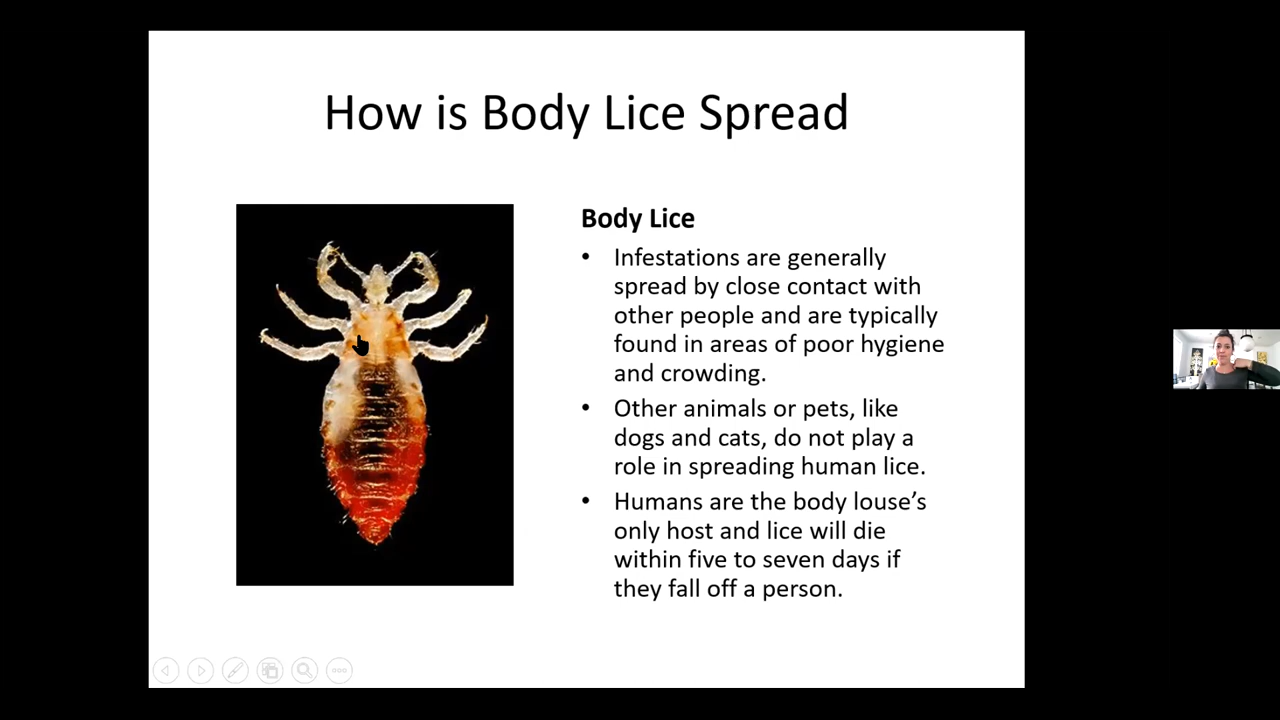 How is Body Lice Spread
Body Lice
• Infestations are generally
spread by close contact with
other people and are typically
found in areas of poor hygiene
and crowding.
• Other animals or pets, like
dogs and cats, do not play a
role in spreading human lice.
• Humans are the body louse’s
only host and lice will die
within five to seven days if
they fall off a person.